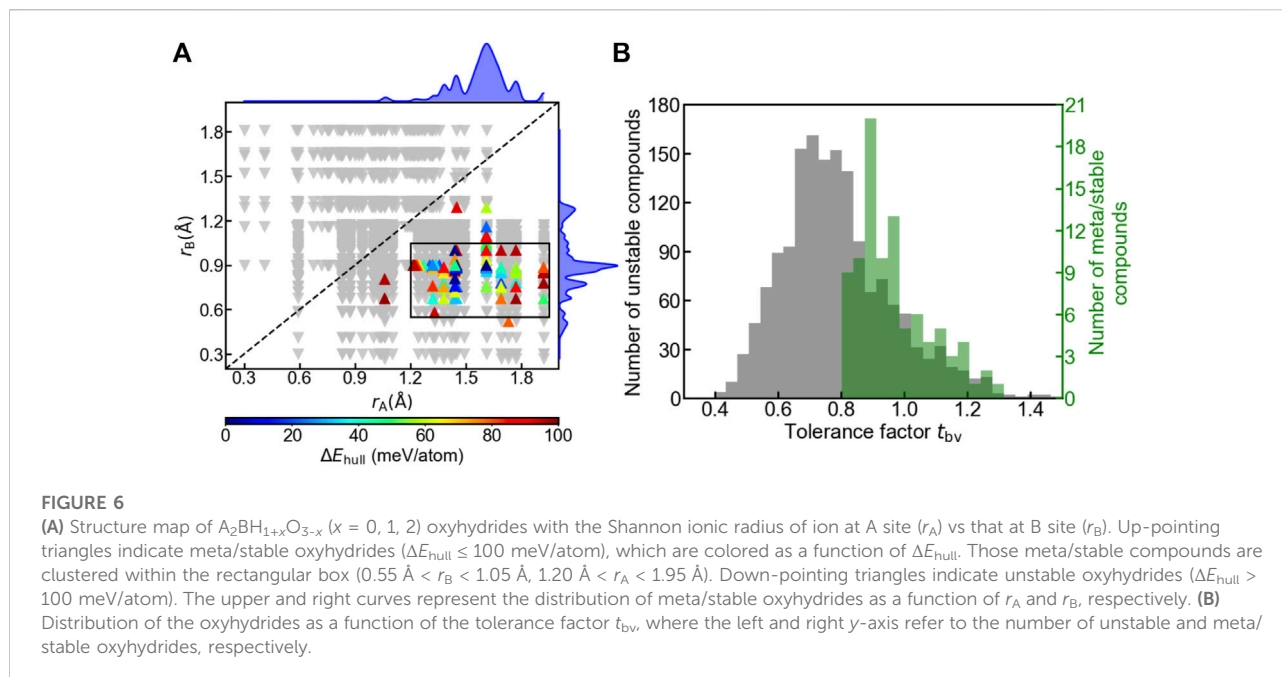 A
B
1.8
1.5
1.2
0.9
0.6
0.3
r_B(Å)
0.3 0.6 0.9 1.2 1.5 1.8
r_A(Å)
0 20 40 60 80 100
ΔE_hull (meV/atom)
180
150
120
90
60
30
0
Number of unstable compounds
21
18
15
12
9
6
3
0
Number of meta/stable
compounds
0.4 0.6 0.8 1.0 1.2 1.4
Tolerance factor t_bv
FIGURE 6
(A) Structure map of A₂BH₁₊ₓO₃₋ₓ (x = 0, 1, 2) oxyhydrides with the Shannon ionic radius of ion at A site (r_A) vs that at B site (r_B). Up-pointing
triangles indicate meta/stable oxyhydrides (ΔE_hull ≤ 100 meV/atom), which are colored as a function of ΔE_hull. Those meta/stable compounds are
clustered within the rectangular box (0.55 Å < r_B < 1.05 Å, 1.20 Å < r_A < 1.95 Å). Down-pointing triangles indicate unstable oxyhydrides (ΔE_hull >
100 meV/atom). The upper and right curves represent the distribution of meta/stable oxyhydrides as a function of r_A and r_B, respectively. (B)
Distribution of the oxyhydrides as a function of the tolerance factor t_bv, where the left and right y-axis refer to the number of unstable and meta/
stable oxyhydrides, respectively.